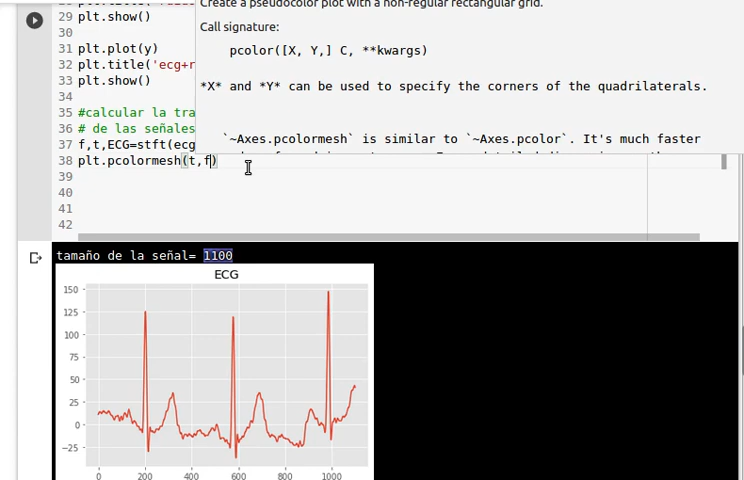 Create a pseudocolor plot with a non-regular rectangular grid.
29 plt.show()
Call signature:
30
31 plt.plot(y)
pcolor([X, Y,] C, **kwargs)
32 plt.title('ecg+r
33 plt.show()
*X* and *Y* can be used to specify the corners of the quadrilaterals.
34
35 #calcular la tra
36 # de las señales
`~Axes.pcolormesh` is similar to `~Axes.pcolor`. It's much faster
37 f,t,ECG=stft(ecg
38 plt.pcolormesh(t,f)
39
40
41
42
tamaño de la señal= 1100
ECG
150
125
100
75
50
25
0
−25
0 200 400 600 800 1000